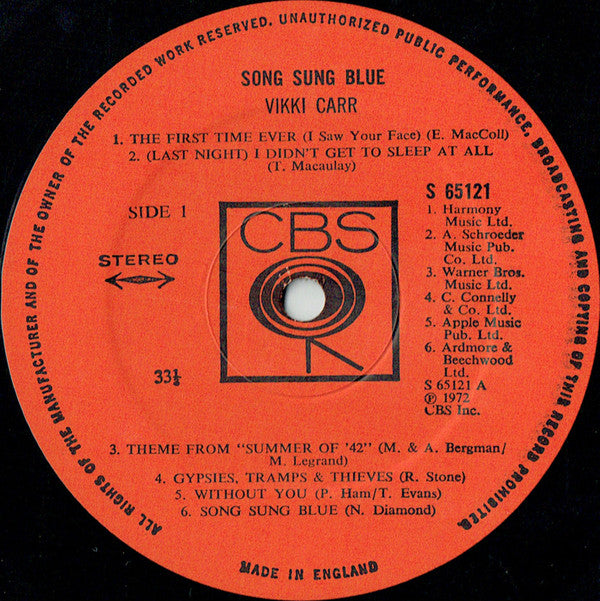 ALL RIGHTS OF THE MANUFACTURER AND OF THE OWNER OF THE RECORDED WORK RESERVED. UNAUTHORIZED PUBLIC PERFORMANCE, BROADCASTING AND COPYING OF THIS RECORD PROHIBITED.
SONG SUNG BLUE
VIKKI CARR
1. THE FIRST TIME EVER (I Saw Your Face) (E. MacColl)
2. (LAST NIGHT) I DIDN'T GET TO SLEEP AT ALL
(T. Macaulay)
SIDE 1
STEREO
33⅓
CBS
S 65121
1. Harmony
Music Ltd.
2. A. Schroeder
Music Pub.
Co. Ltd.
3. Warner Bros.
Music Ltd.
4. C. Connelly
& Co. Ltd.
5. Apple Music
Pub. Ltd.
6. Ardmore &
Beechwood
Ltd.
S 65121 A
℗ 1972
CBS Inc.
3. THEME FROM "SUMMER OF '42" (M. & A. Bergman/
M. Legrand)
4. GYPSIES, TRAMPS & THIEVES (R. Stone)
5. WITHOUT YOU (P. Ham/T. Evans)
6. SONG SUNG BLUE (N. Diamond)
MADE IN ENGLAND